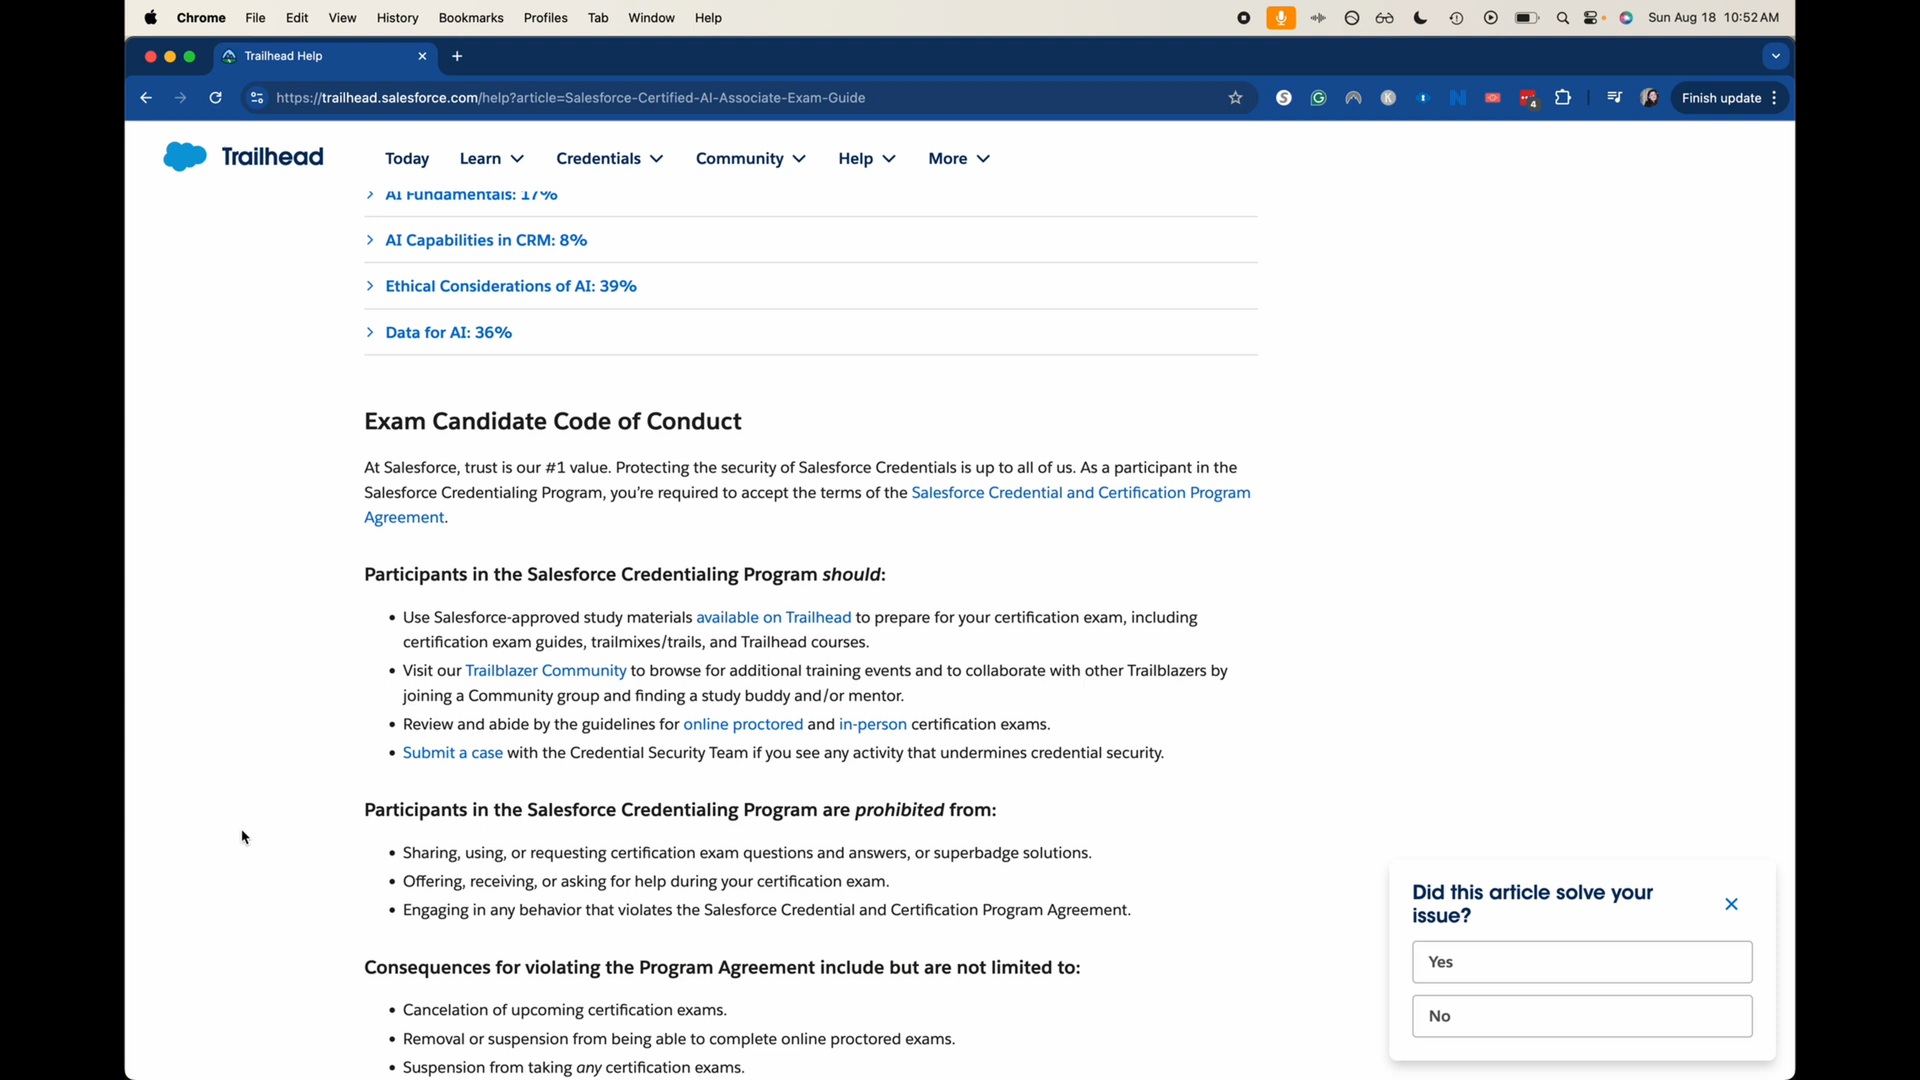 Chrome File Edit View History Bookmarks Profiles Tab Window Help Sun Aug 18 10:52 AM
Trailhead Help
https://trailhead.salesforce.com/help?article=Salesforce-Certified-AI-Associate-Exam-Guide
4
Finish update
Trailhead Today Learn Credentials Community Help More
AI Fundamentals: 17%
AI Capabilities in CRM: 8%
Ethical Considerations of AI: 39%
Data for AI: 36%
Exam Candidate Code of Conduct
At Salesforce, trust is our #1 value. Protecting the security of Salesforce Credentials is up to all of us. As a participant in the
Salesforce Credentialing Program, you’re required to accept the terms of the Salesforce Credential and Certification Program
Agreement.
Participants in the Salesforce Credentialing Program should:
• Use Salesforce-approved study materials available on Trailhead to prepare for your certification exam, including
certification exam guides, trailmixes/trails, and Trailhead courses.
• Visit our Trailblazer Community to browse for additional training events and to collaborate with other Trailblazers by
joining a Community group and finding a study buddy and/or mentor.
• Review and abide by the guidelines for online proctored and in-person certification exams.
• Submit a case with the Credential Security Team if you see any activity that undermines credential security.
Participants in the Salesforce Credentialing Program are prohibited from:
• Sharing, using, or requesting certification exam questions and answers, or superbadge solutions.
• Offering, receiving, or asking for help during your certification exam.
• Engaging in any behavior that violates the Salesforce Credential and Certification Program Agreement.
Consequences for violating the Program Agreement include but are not limited to:
• Cancelation of upcoming certification exams.
• Removal or suspension from being able to complete online proctored exams.
• Suspension from taking any certification exams.
Did this article solve your
issue?
Yes
No